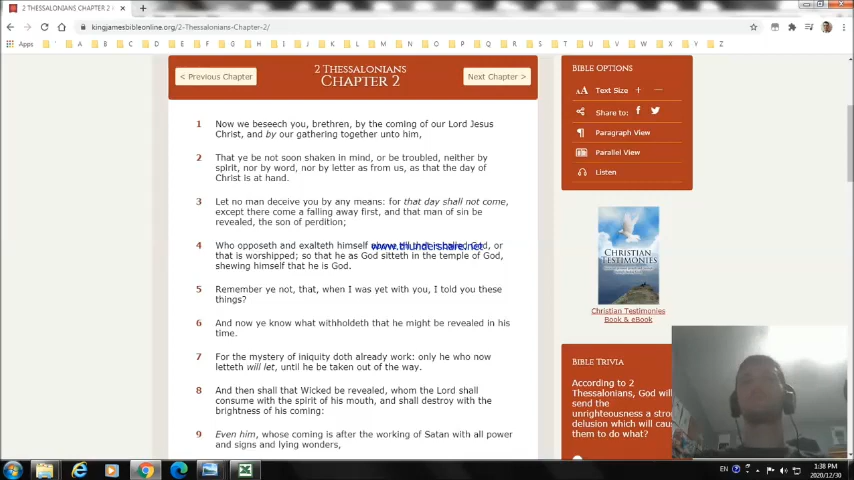 2 THESSALONIANS CHAPTER 2
kingjamesbibleonline.org/2-Thessalonians-Chapter-2/
Apps A B C D E F G H I J K L M N O P Q R S T U V W X Y Z
< Previous Chapter
2 THESSALONIANS
CHAPTER 2
Next Chapter >
1 Now we beseech you, brethren, by the coming of our Lord Jesus
Christ, and by our gathering together unto him,
2 That ye be not soon shaken in mind, or be troubled, neither by
spirit, nor by word, nor by letter as from us, as that the day of
Christ is at hand.
3 Let no man deceive you by any means: for that day shall not come,
except there come a falling away first, and that man of sin be
revealed, the son of perdition;
4 Who opposeth and exalteth himself above all that is called God, or
www.thundershare.net
that is worshipped; so that he as God sitteth in the temple of God,
shewing himself that he is God.
5 Remember ye not, that, when I was yet with you, I told you these
things?
6 And now ye know what withholdeth that he might be revealed in his
time.
7 For the mystery of iniquity doth already work: only he who now
letteth will let, until he be taken out of the way.
8 And then shall that Wicked be revealed, whom the Lord shall
consume with the spirit of his mouth, and shall destroy with the
brightness of his coming:
9 Even him, whose coming is after the working of Satan with all power
and signs and lying wonders,
BIBLE OPTIONS
AA Text Size + —
Share to:
Paragraph View
Parallel View
Listen
CHRISTIAN
TESTIMONIES
Christian Testimonies
Book & eBook
BIBLE TRIVIA
According to 2
Thessalonians, God will
send the
unrighteousness a stro
delusion which will cau
them to do what?
EN
1:38 PM
2020/12/30